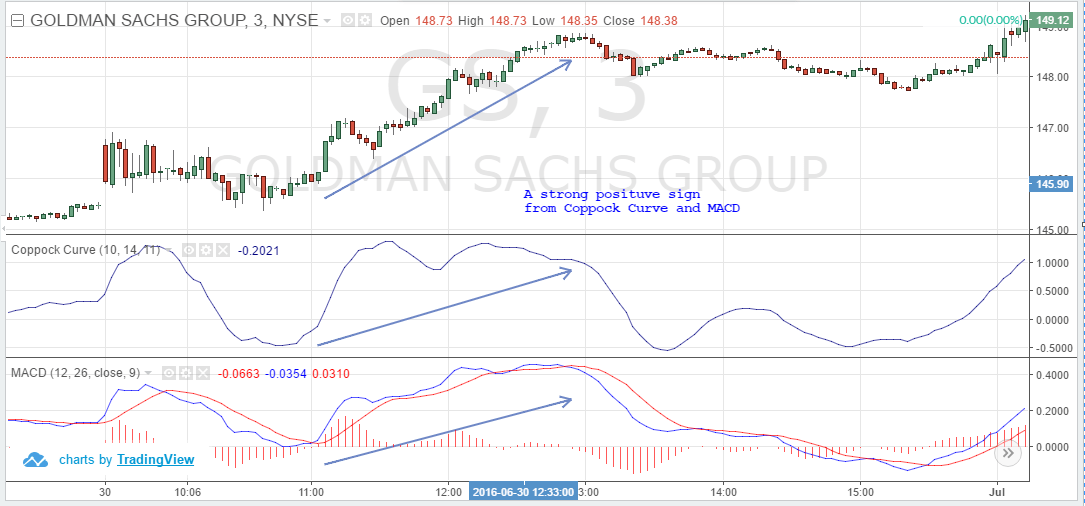 GOLDMAN SACHS GROUP, 3, NYSE Open 148.73 High 148.73 Low 148.35 Close 148.38 0.00(0.00%) 149.12
149.00
GS, 3
148.00
147.00
GOLDMAN SACHS GROUP
145.90
A strong posituve sign
from Coppock Curve and MACD
145.00
Coppock Curve (10, 14, 11) -0.2021
1.0000
0.5000
0.0000
-0.5000
MACD (12, 26, close, 9) -0.0663 -0.0354 0.0310
0.4000
0.2000
0.0000
charts by TradingView
30 10:06 11:00 12:00 2016-06-30 12:33:00 3:00 14:00 15:00 Jul